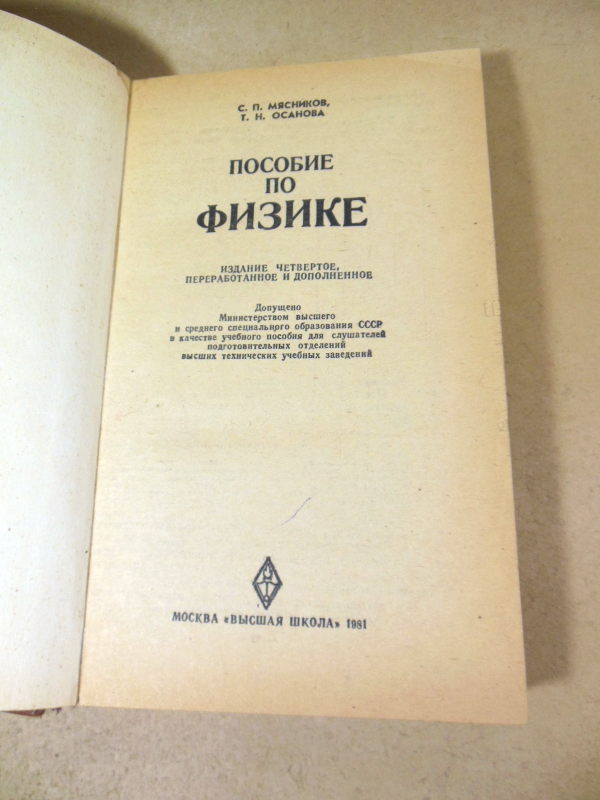 С. П. МЯСНИКОВ,
Т. Н. ОСАНОВА
ПОСОБИЕ
ПО
ФИЗИКЕ
ИЗДАНИЕ ЧЕТВЕРТОЕ,
ПЕРЕРАБОТАННОЕ И ДОПОЛНЕННОЕ
Допущено
Министерством высшего
и среднего специального образования СССР
в качестве учебного пособия для слушателей
подготовительных отделений
высших технических учебных заведений
МОСКВА «ВЫСШАЯ ШКОЛА» 1981